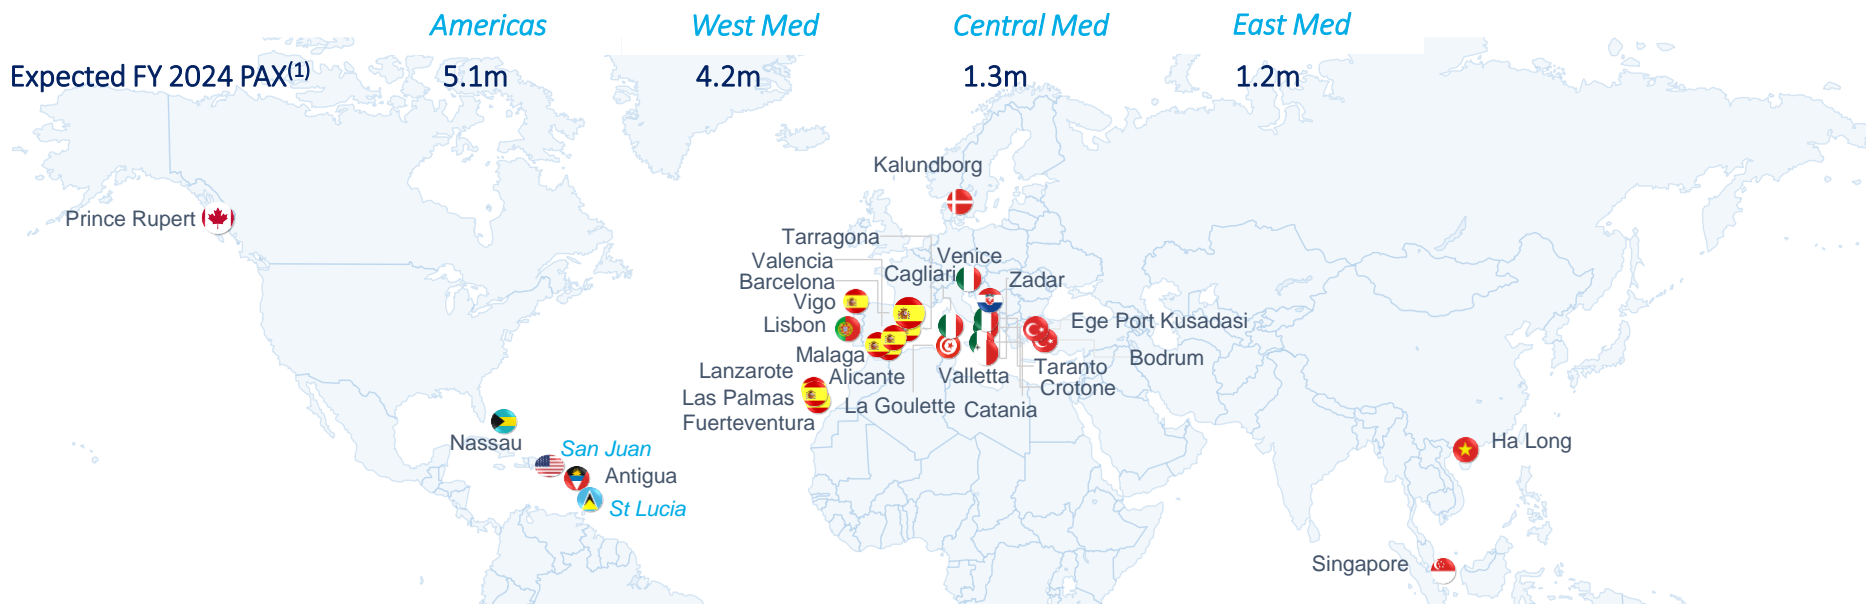 Americas West Med Central Med East Med
Expected FY 2024 PAX(1) 5.1m 4.2m 1.3m 1.2m
Kalundborg
Prince Rupert
Tarragona
Venice
Valencia
Cagliari
Zadar
Barcelona
Vigo
Lisbon
Ege Port Kusadasi
Malaga
Bodrum
Lanzarote
Alicante
Valletta
Taranto
Crotone
Las Palmas
La Goulette
Catania
Fuerteventura
Nassau
San Juan
Antigua
St Lucia
Ha Long
Singapore